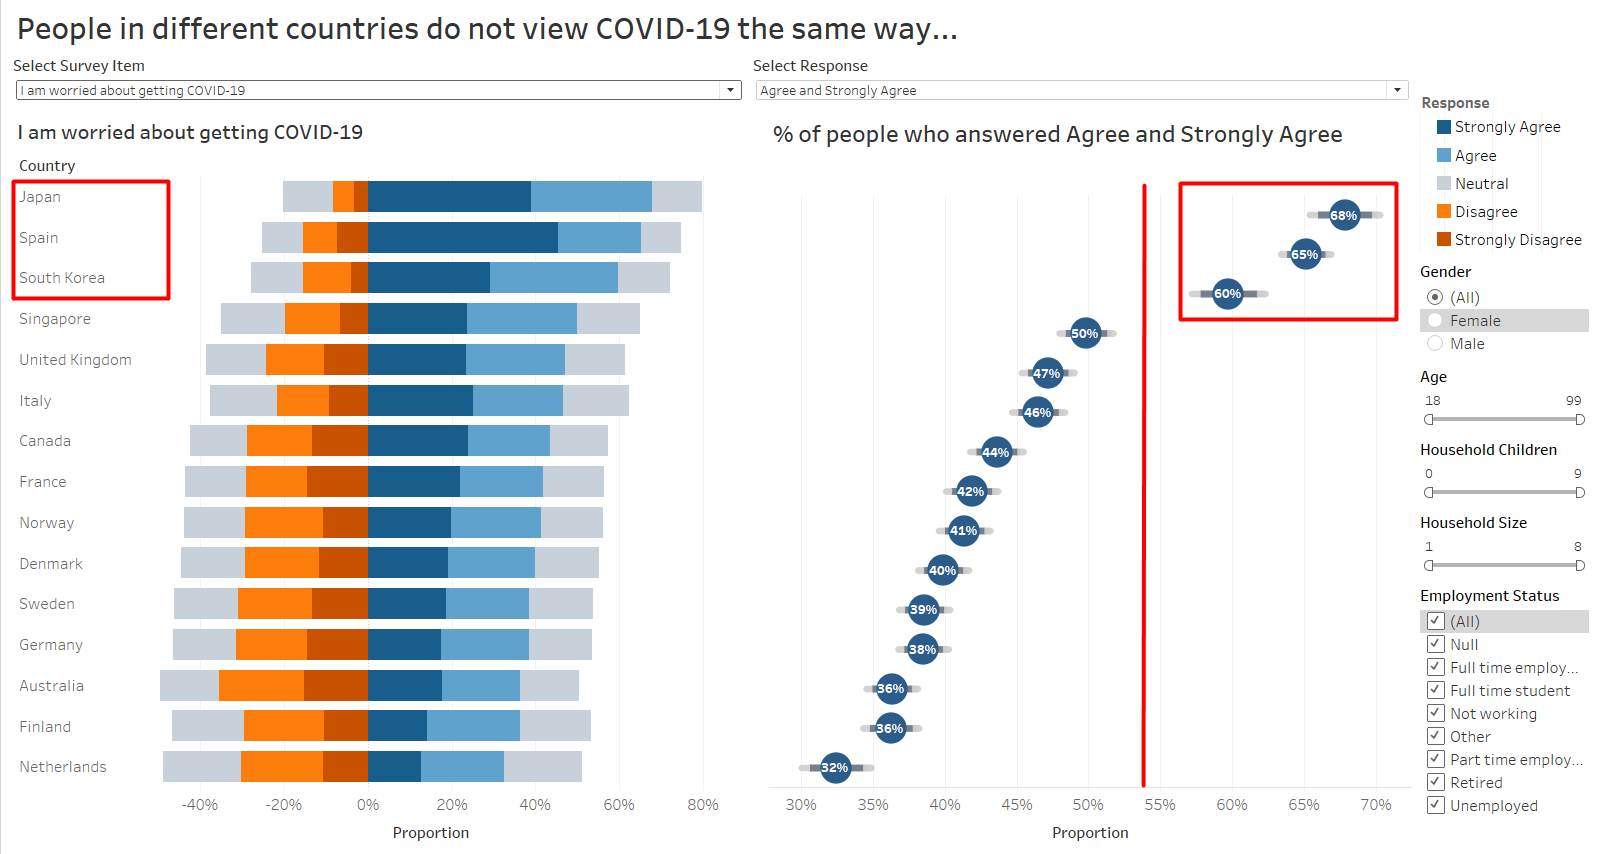 People in different countries do not view COVID-19 the same way...
Select Survey Item
I am worried about getting COVID-19
Select Response
Agree and Strongly Agree
I am worried about getting COVID-19
Country
Japan
Spain
South Korea
Singapore
United Kingdom
Italy
Canada
France
Norway
Denmark
Sweden
Germany
Australia
Finland
Netherlands
-40% -20% 0% 20% 40% 60% 80%
Proportion
% of people who answered Agree and Strongly Agree
68%
65%
60%
50%
47%
46%
44%
42%
41%
40%
39%
38%
36%
36%
32%
30% 35% 40% 45% 50% 55% 60% 65% 70%
Proportion
Response
Strongly Agree
Agree
Neutral
Disagree
Strongly Disagree
Gender
(All)
Female
Male
Age
18 99
Household Children
0 9
Household Size
1 8
Employment Status
(All)
Null
Full time employ...
Full time student
Not working
Other
Part time employ...
Retired
Unemployed